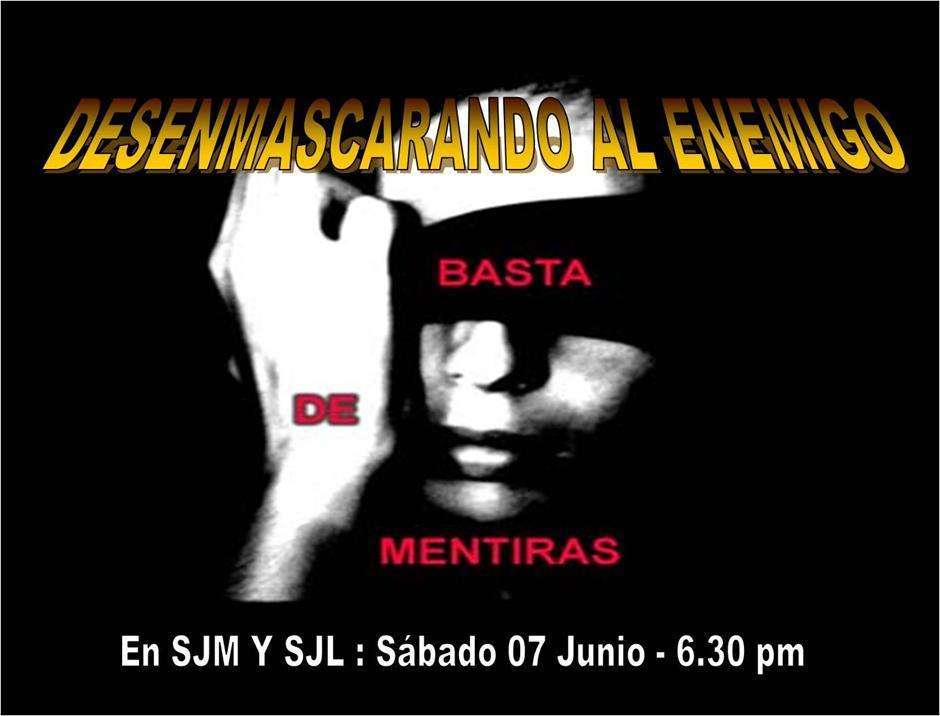 DESENMASCARANDO AL ENEMIGO
BASTA
DE
MENTIRAS
En SJM Y SJL : Sábado 07 Junio - 6.30 pm